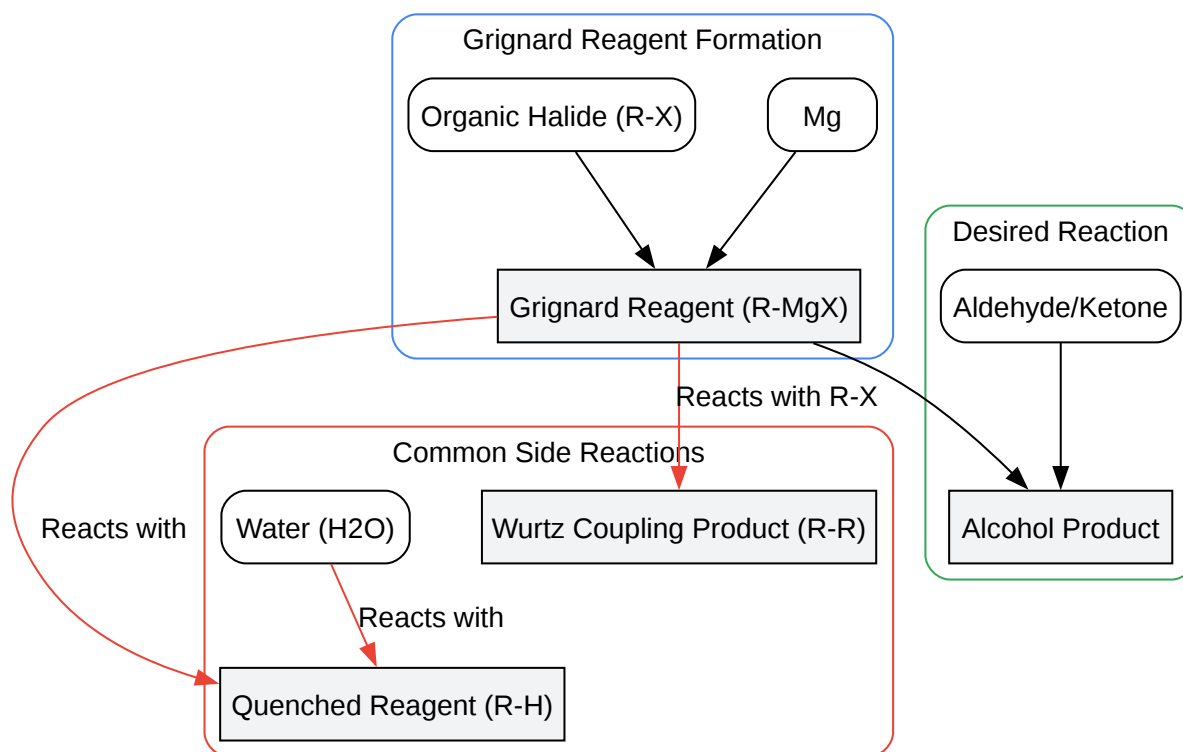 Grignard Reagent Formation
Organic Halide (R-X)
Mg
Desired Reaction
Grignard Reagent (R-MgX)
Aldehyde/Ketone
Reacts with R-X
Common Side Reactions
Reacts with
Water (H2O)
Wurtz Coupling Product (R-R)
Alcohol Product
Reacts with
Quenched Reagent (R-H)